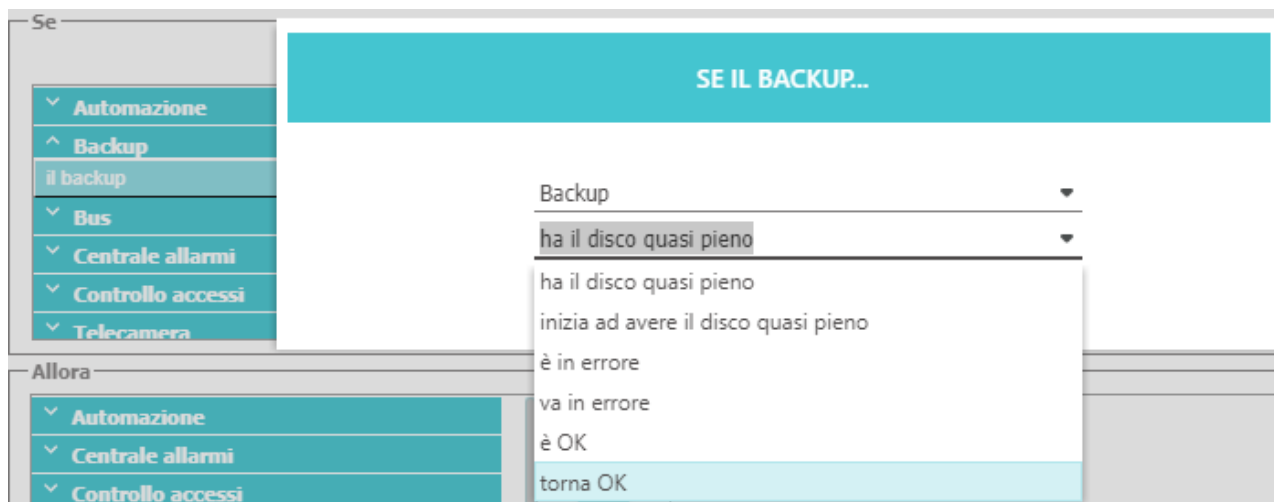 Se
Automazione
Backup
il backup
Bus
Centrale allarmi
Controllo accessi
Telecamera
SE IL BACKUP...
Backup
ha il disco quasi pieno
ha il disco quasi pieno
inizia ad avere il disco quasi pieno
è in errore
va in errore
è OK
torna OK
Allora
Automazione
Centrale allarmi
Controllo accessi